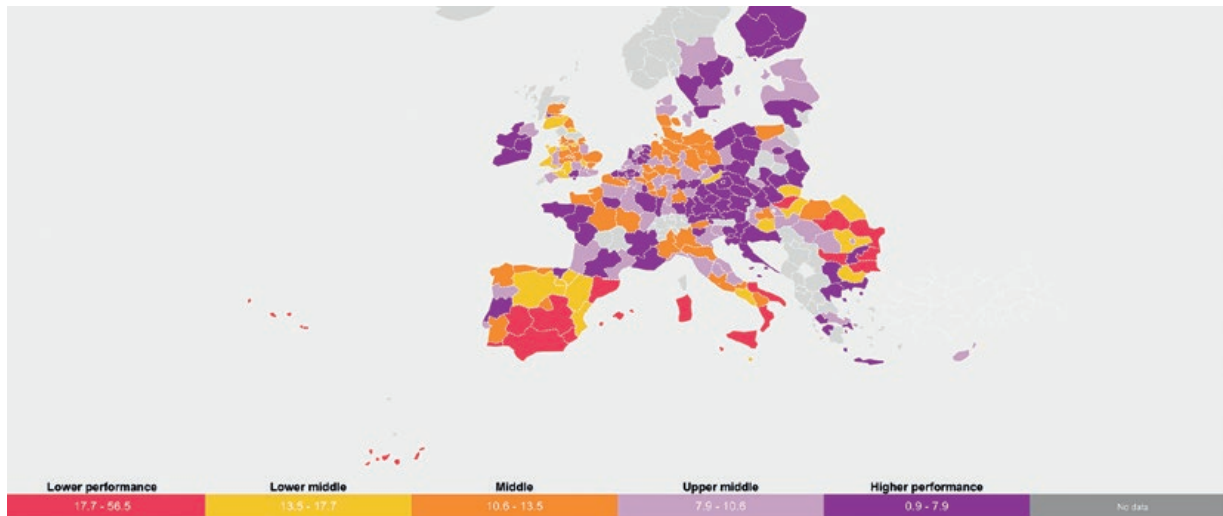 Lower performance Lower middle Middle Upper middle Higher performance
17.7 - 56.5 13.5 - 17.7 10.6 - 13.5 7.9 - 10.6 0.9 - 7.9 No data